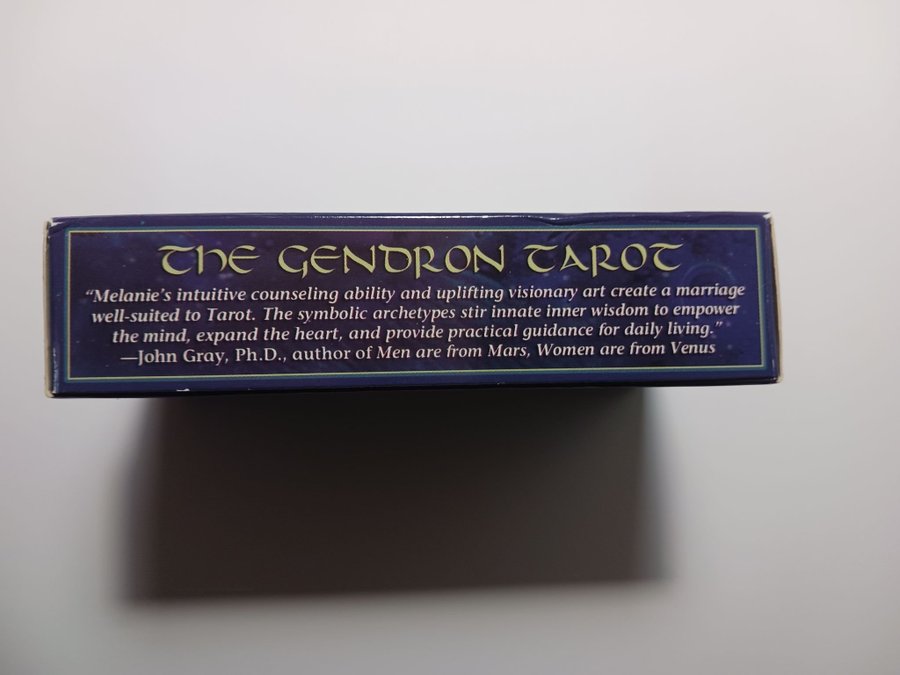 THE GENDRON TAROT
“Melanie’s intuitive counseling ability and uplifting visionary art create a marriage
well-suited to Tarot. The symbolic archetypes stir innate inner wisdom to empower
the mind, expand the heart, and provide practical guidance for daily living.”
—John Gray, Ph.D., author of Men are from Mars, Women are from Venus